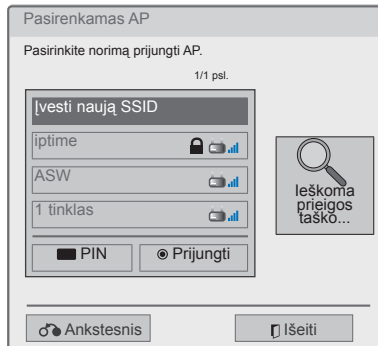 Pasirenkamas AP
Pasirinkite norimą prijungti AP.
1/1 psl.
Įvesti naują SSID
iptime
ASW
1 tinklas
PIN
Prijungti
Ieškoma
prieigos
taško...
Ankstesnis
Išeiti